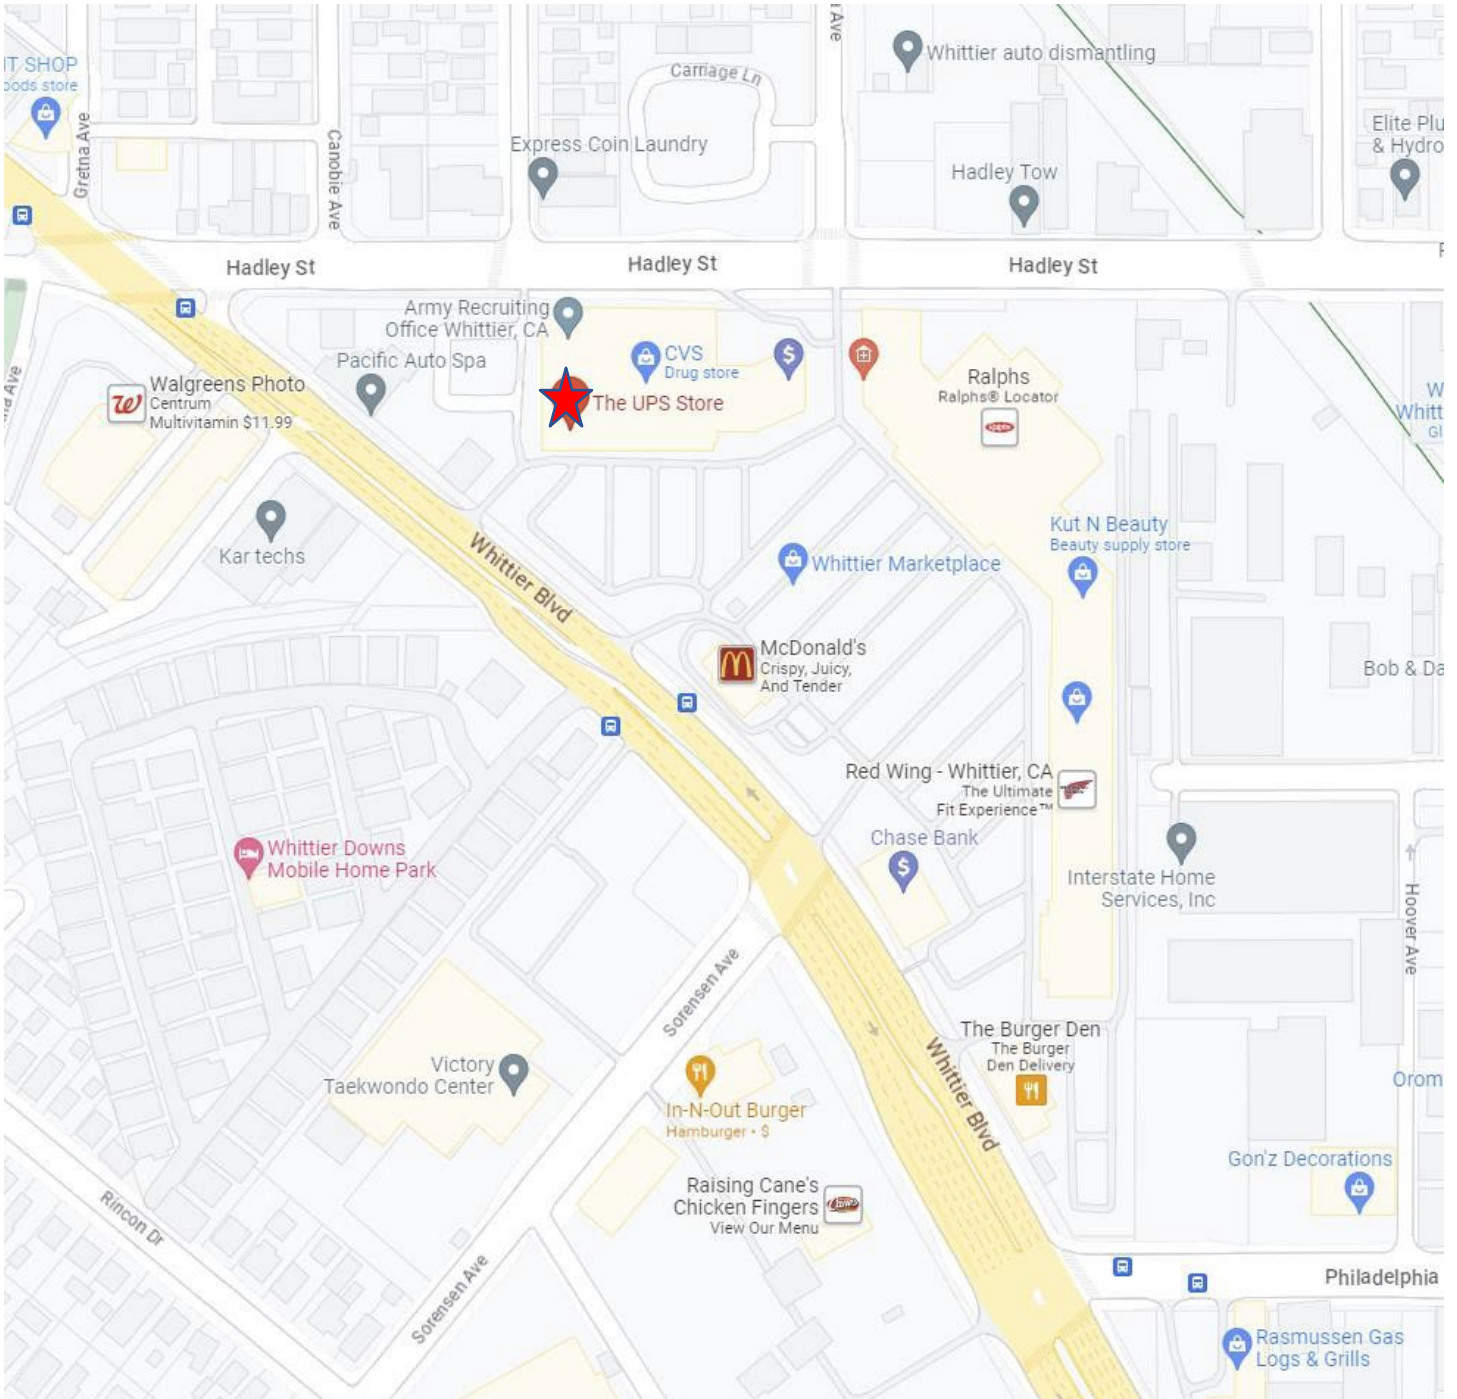 Whittier auto dismantling
Carriage Ln
Ave
IT SHOP
Gretna Ave
Canobie Ave
Express Coin Laundry
Hadley Tow
Elite Plu
& Hydro
Hadley St
Hadley St
Hadley St
Army Recruiting
Office Whittier, CA
Pacific Auto Spa
CVS
Drug store
$
The UPS Store
Ralphs
Ralphs® Locator
Ave
Walgreens Photo
Centrum
Multivitamin $11.99
W
Whitt
Gl
Kar techs
Whittier Blvd
Whittier Marketplace
Kut N Beauty
Beauty supply store
McDonald's
Crispy, Juicy,
And Tender
Bob & Da
Red Wing - Whittier, CA
The Ultimate
Fit Experience™
Chase Bank
$
Whittier Downs
Mobile Home Park
Interstate Home
Services, Inc
Hoover Ave
Sorensen Ave
Victory
Taekwondo Center
The Burger Den
The Burger
Den Delivery
Whittier Blvd
In-N-Out Burger
Hamburger • $
Orom
Gon'z Decorations
Raising Cane's
Chicken Fingers
View Our Menu
Rincon Dr
Sorensen Ave
Philadelphia
Rasmussen Gas
Logs & Grills